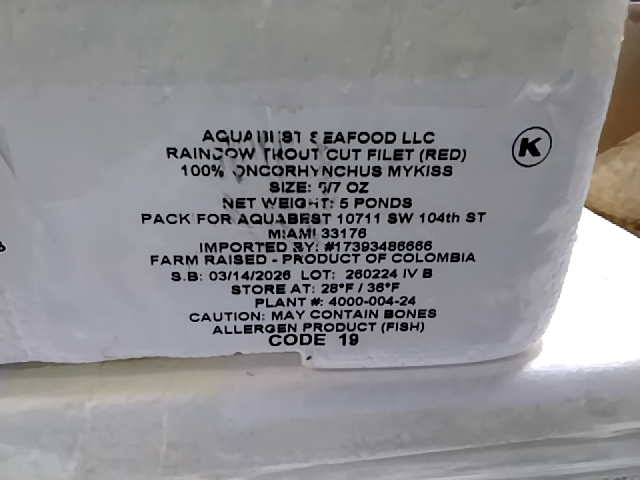 AQUABEST SEAFOOD LLC
RAINBOW TROUT CUT FILET (RED)
100% ONCORHYNCHUS MYKISS
SIZE: 5/7 OZ
NET WEIGHT: 5 PONDS
PACK FOR AQUABEST 10711 SW 104th ST
MIAMI 33176
IMPORTED BY: #17393486666
FARM RAISED - PRODUCT OF COLOMBIA
S.B: 03/14/2026 LOT: 260224 IV B
STORE AT: 28°F / 36°F
PLANT #: 4000-004-24
CAUTION: MAY CONTAIN BONES
ALLERGEN PRODUCT (FISH)
CODE 19
K